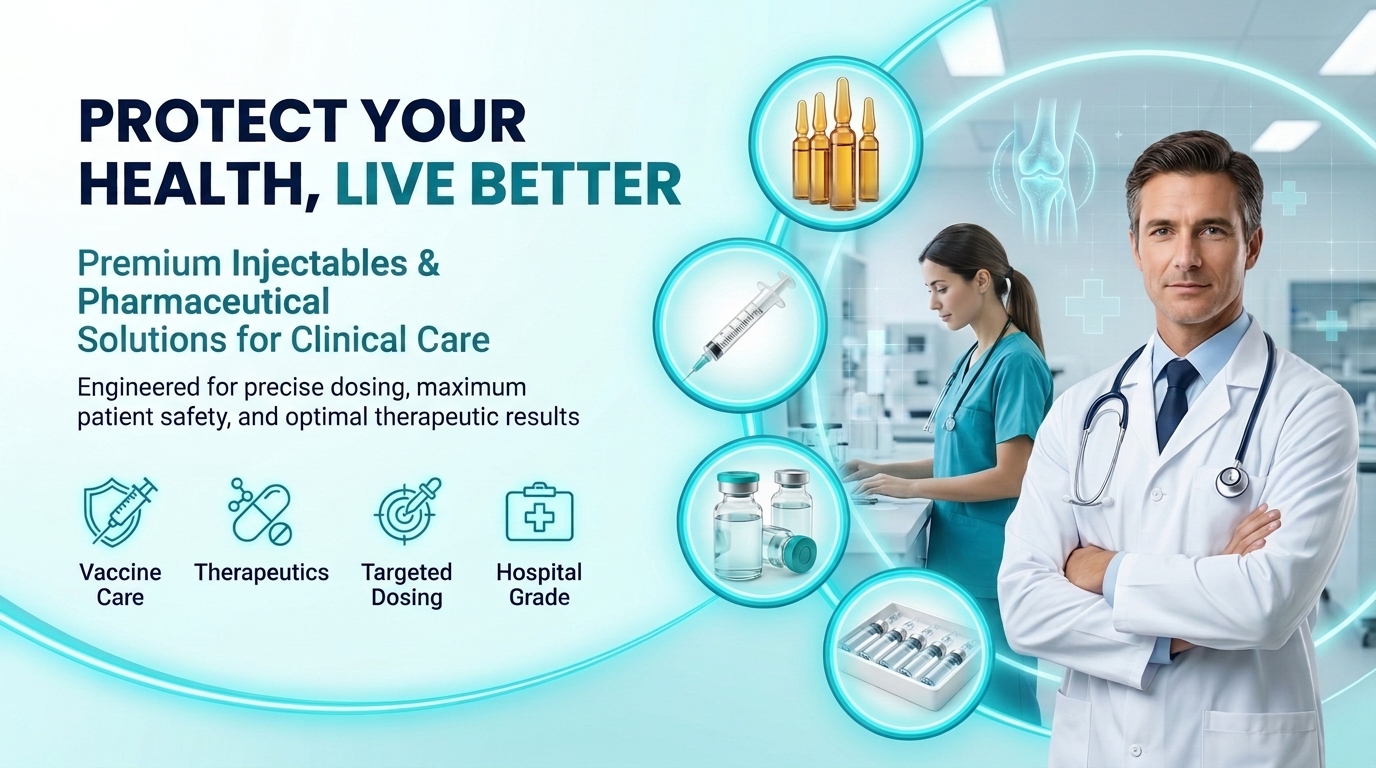 PROTECT YOUR
HEALTH, LIVE BETTER
Premium Injectables &
Pharmaceutical
Solutions for Clinical Care
Engineered for precise dosing, maximum
patient safety, and optimal therapeutic results
Vaccine
Care
Therapeutics
Targeted
Dosing
Hospital
Grade